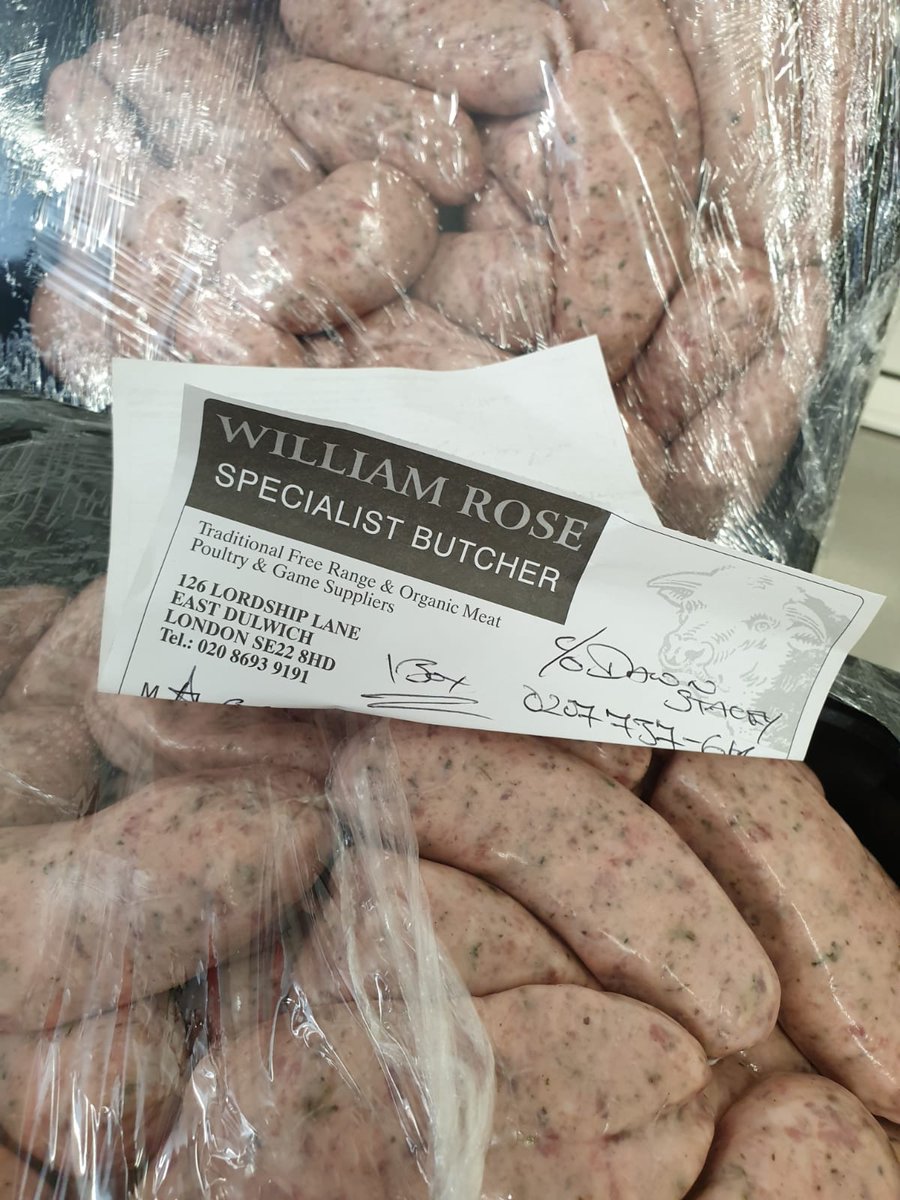 WILLIAM ROSE
SPECIALIST BUTCHER
Traditional Free Range & Organic Meat
Poultry & Game Suppliers
126 LORDSHIP LANE
EAST DULWICH
LONDON SE22 8HD
Tel.: 020 8693 9191
1 Box
c/o DAWN
STACEY
0207 737-
M